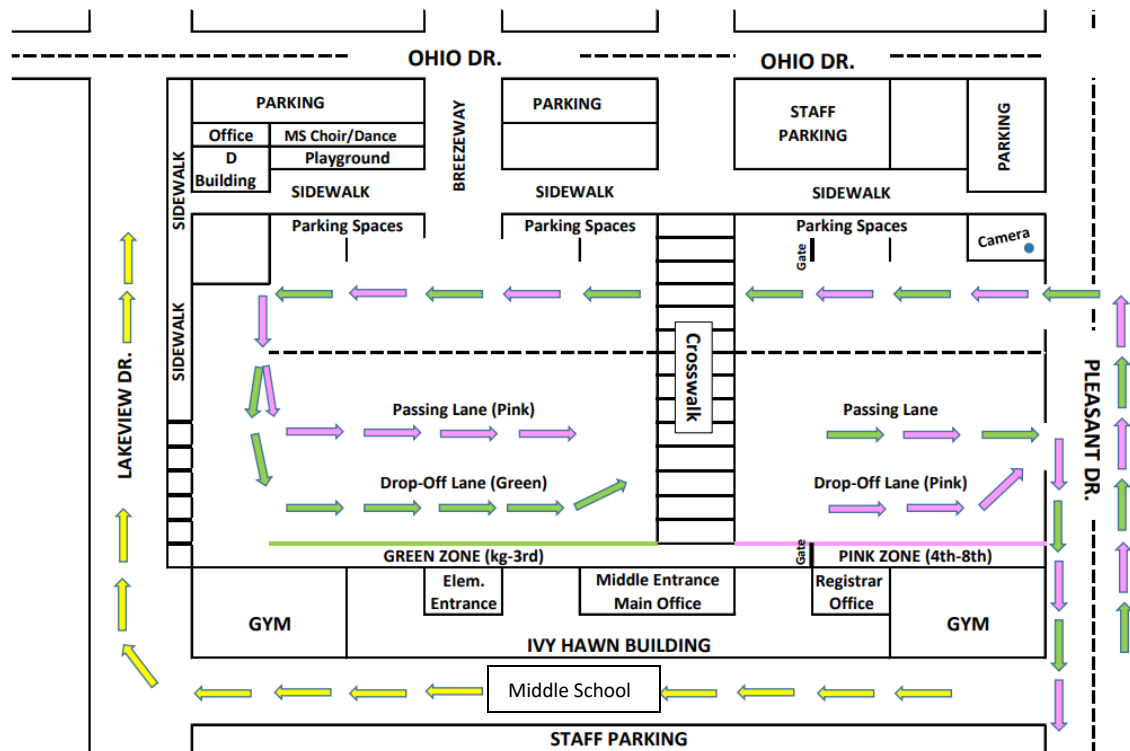 OHIO DR.
OHIO DR.
PARKING
PARKING
STAFF
PARKING
PARKING
Office
MS Choir/Dance
D
Building
Playground
BREEZEWAY
SIDEWALK
SIDEWALK
SIDEWALK
SIDEWALK
Parking Spaces
Parking Spaces
Parking Spaces
Camera
Gate
SIDEWALK
Crosswalk
LAKEVIEW DR.
PLEASANT DR.
Passing Lane (Pink)
Passing Lane
Drop-Off Lane (Green)
Drop-Off Lane (Pink)
GREEN ZONE (kg-3rd)
Gate
PINK ZONE (4th-8th)
Elem.
Entrance
Middle Entrance
Main Office
Registrar
Office
GYM
GYM
IVY HAWN BUILDING
Middle School
STAFF PARKING